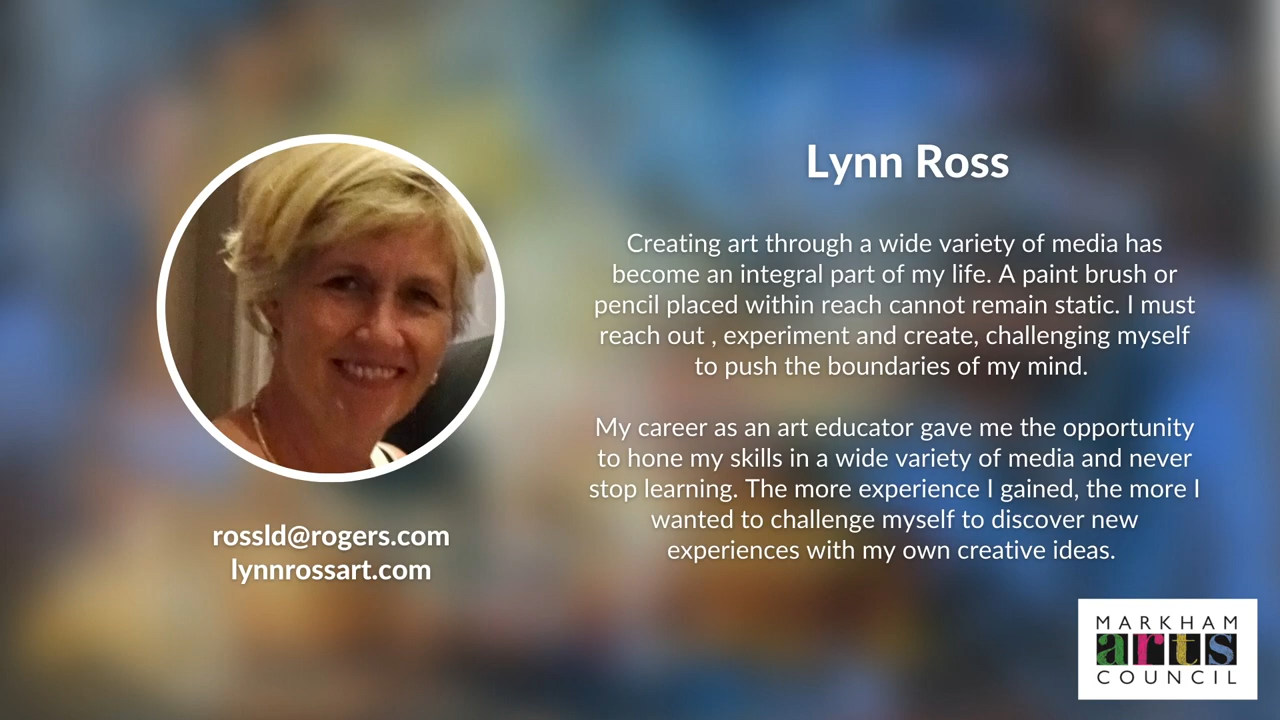 Lynn Ross
Creating art through a wide variety of media has
become an integral part of my life. A paint brush or
pencil placed within reach cannot remain static. I must
reach out , experiment and create, challenging myself
to push the boundaries of my mind.
My career as an art educator gave me the opportunity
to hone my skills in a wide variety of media and never
stop learning. The more experience I gained, the more I
wanted to challenge myself to discover new
experiences with my own creative ideas.
rossld@rogers.com
lynnrossart.com
MARKHAM
arts
COUNCIL